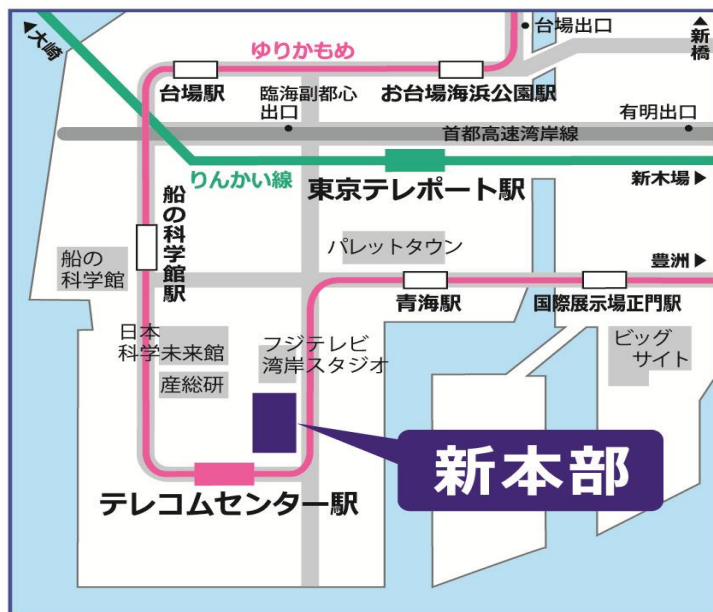 台場出口
▲新橋
◀大崎
ゆりかもめ
台場駅
お台場海浜公園駅
臨海副都心
出口
有明出口
首都高速湾岸線
りんかい線
東京テレポート駅
新木場▶
船の科学館駅
船の
科学館
パレットタウン
豊洲▶
青海駅
国際展示場正門駅
日本
科学未来館
フジテレビ
湾岸スタジオ
ビッグ
サイト
産総研
新本部
テレコムセンター駅